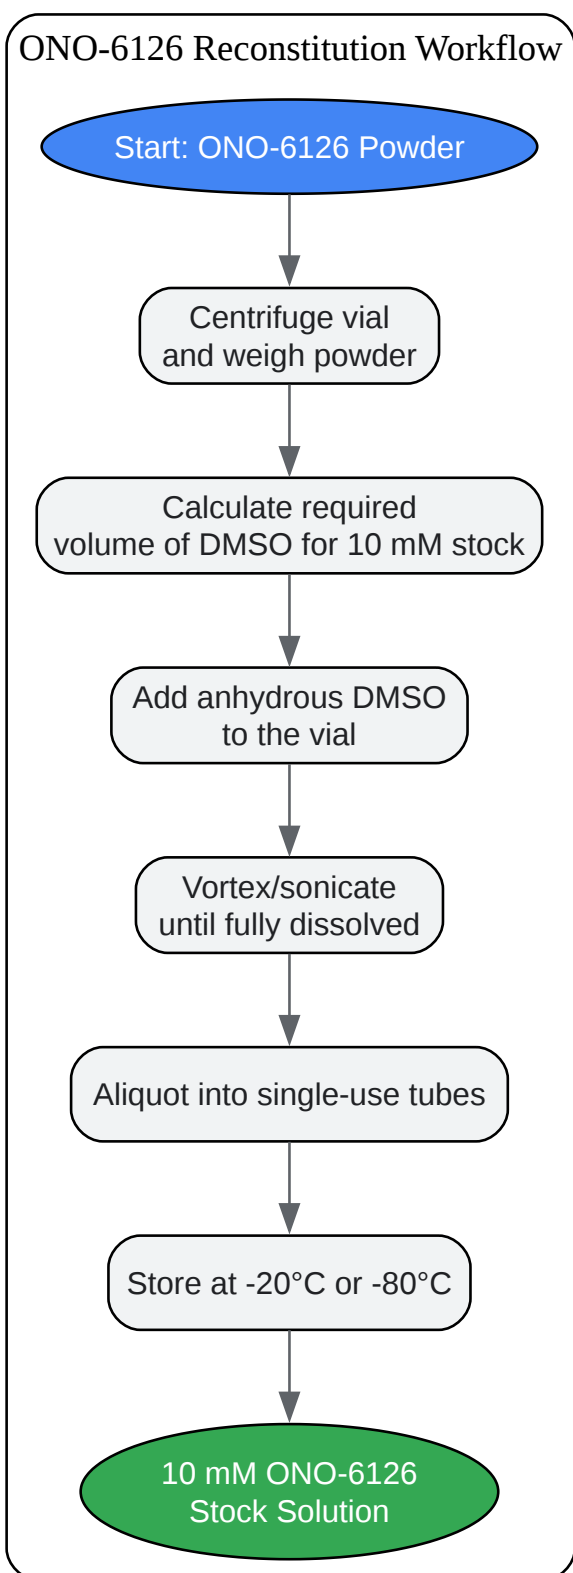 ONO-6126 Reconstitution Workflow
Start: ONO-6126 Powder
Centrifuge vial
and weigh powder
Calculate required
volume of DMSO for 10 mM stock
Add anhydrous DMSO
to the vial
Vortex/sonicate
until fully dissolved
Aliquot into single-use tubes
Store at -20°C or -80°C
10 mM ONO-6126
Stock Solution